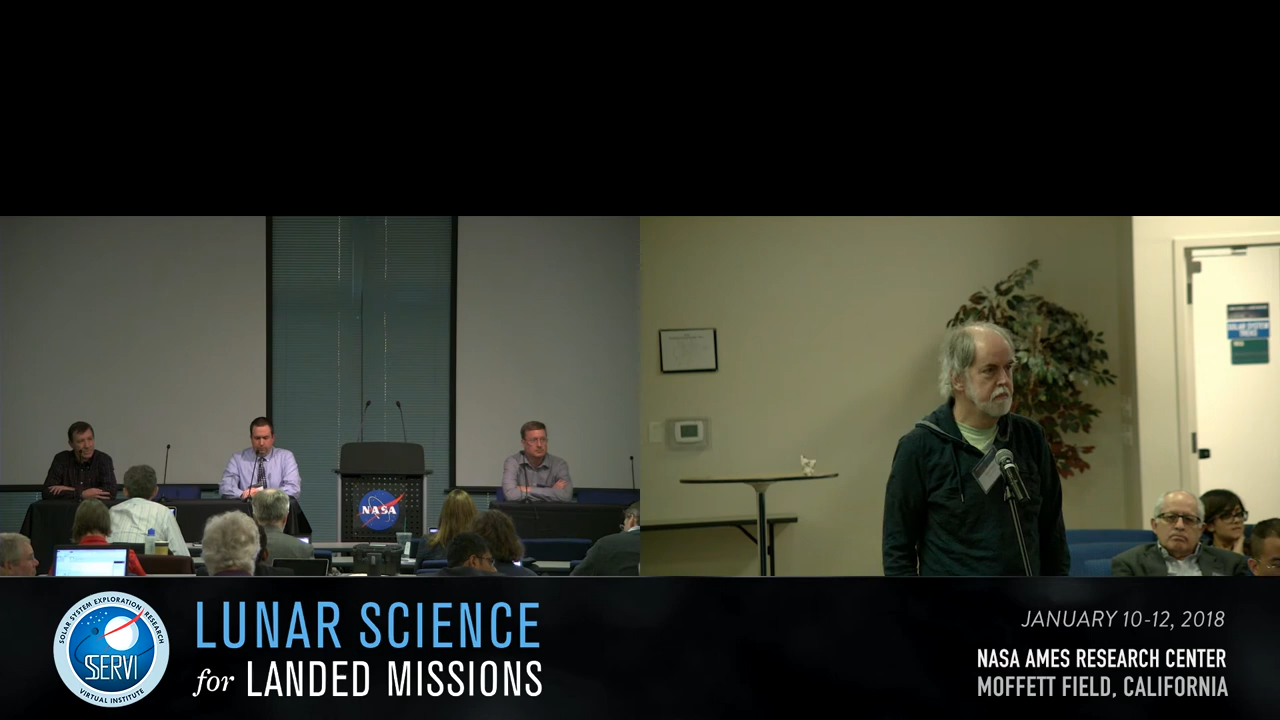 NASA
SOLAR SYSTEM EXPLORATION RESEARCH
SSERVI
VIRTUAL INSTITUTE
LUNAR SCIENCE
for LANDED MISSIONS
JANUARY 10-12, 2018
NASA AMES RESEARCH CENTER
MOFFETT FIELD, CALIFORNIA